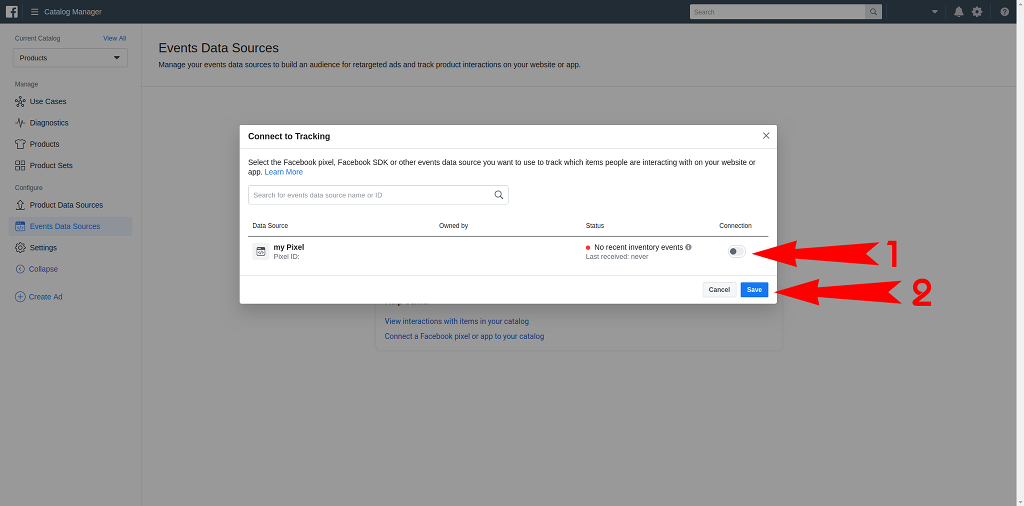 Catalog Manager
Search
Current Catalog
View All
Products
Manage
Use Cases
Diagnostics
Products
Product Sets
Configure
Product Data Sources
Events Data Sources
Settings
Collapse
Create Ad
Events Data Sources
Manage your events data sources to build an audience for retargeted ads and track product interactions on your website or app.
Connect to Tracking
Select the Facebook pixel, Facebook SDK or other events data source you want to use to track which items people are interacting with on your website or
app. Learn More
Search for events data source name or ID
Data Source
Owned by
Status
Connection
my Pixel
Pixel ID:
No recent inventory events
Last received: never
1
Cancel
Save
2
View interactions with items in your catalog
Connect a Facebook pixel or app to your catalog